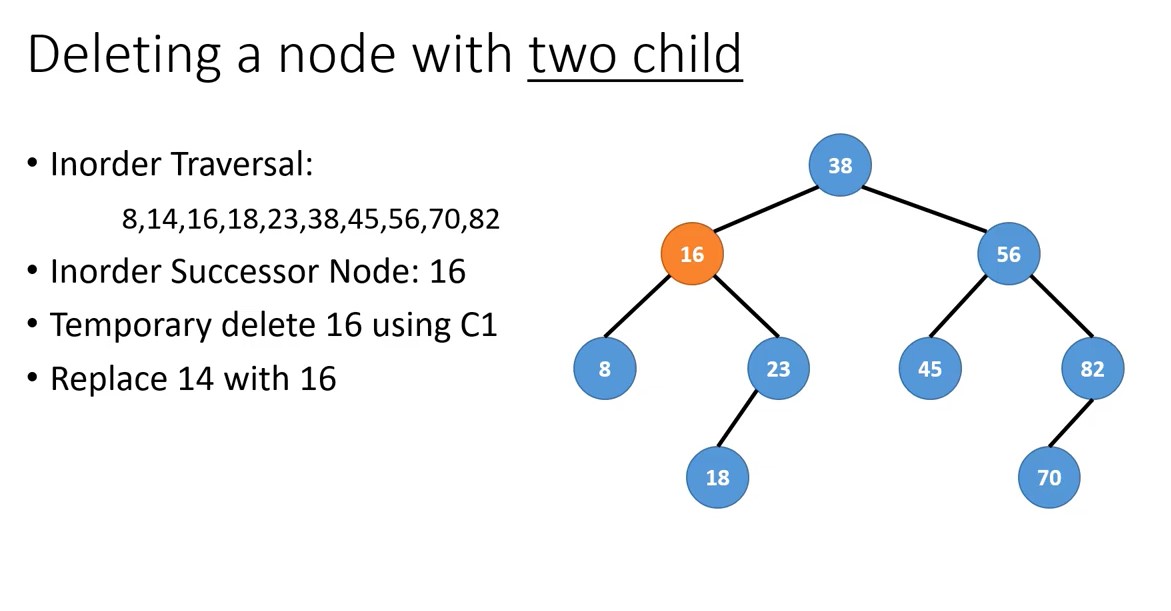 Deleting a node with two child
• Inorder Traversal:
8,14,16,18,23,38,45,56,70,82
• Inorder Successor Node: 16
• Temporary delete 16 using C1
• Replace 14 with 16
38
16
56
8
23
45
82
18
70